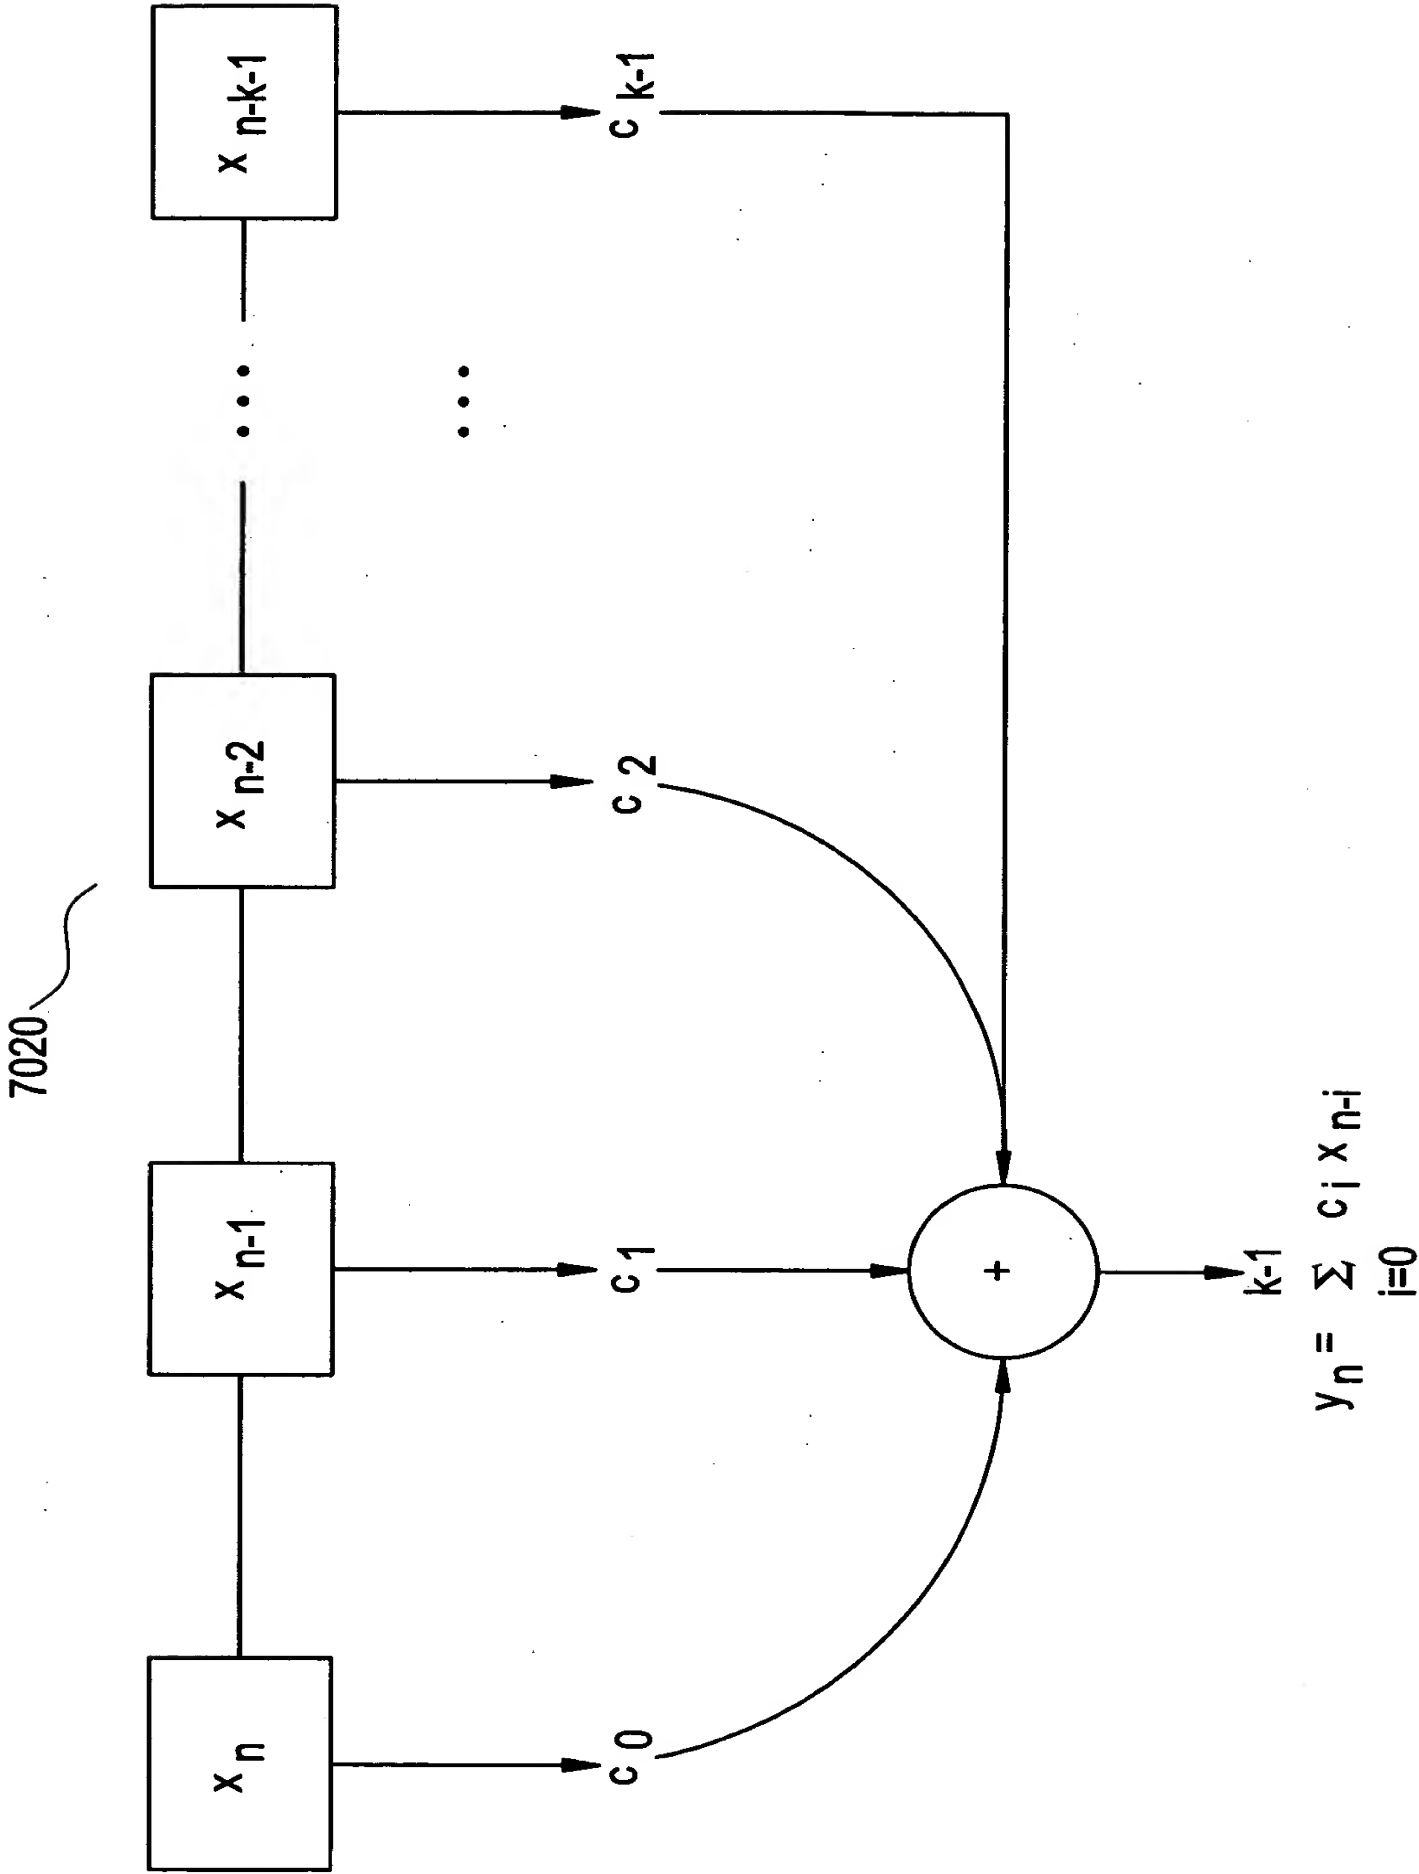 7020
x n
x n-1
x n-2
...
x n-k-1
c 0
c 1
c 2
...
c k-1
+
k-1
y n = Σ c i x n-i
i=0